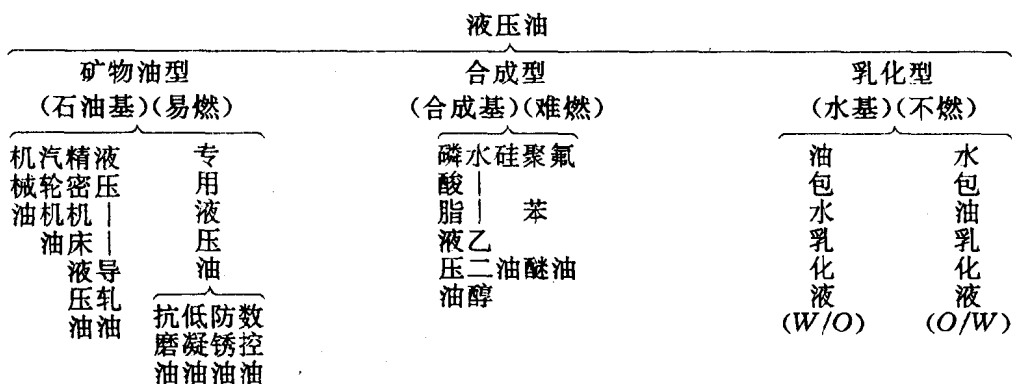 液压油
矿物油型
(石油基)(易燃)
机械油
汽轮机油
精密机床液压油
液压——导轧油
专用液压油
抗磨油
低凝油
防锈油
数控油
合成型
(合成基)(难燃)
磷酸脂液压油
水——乙二醇
硅油
聚苯醚
氟油
乳化型
(水基)(不燃)
油包水乳化液
(W/O)
水包油乳化液
(O/W)